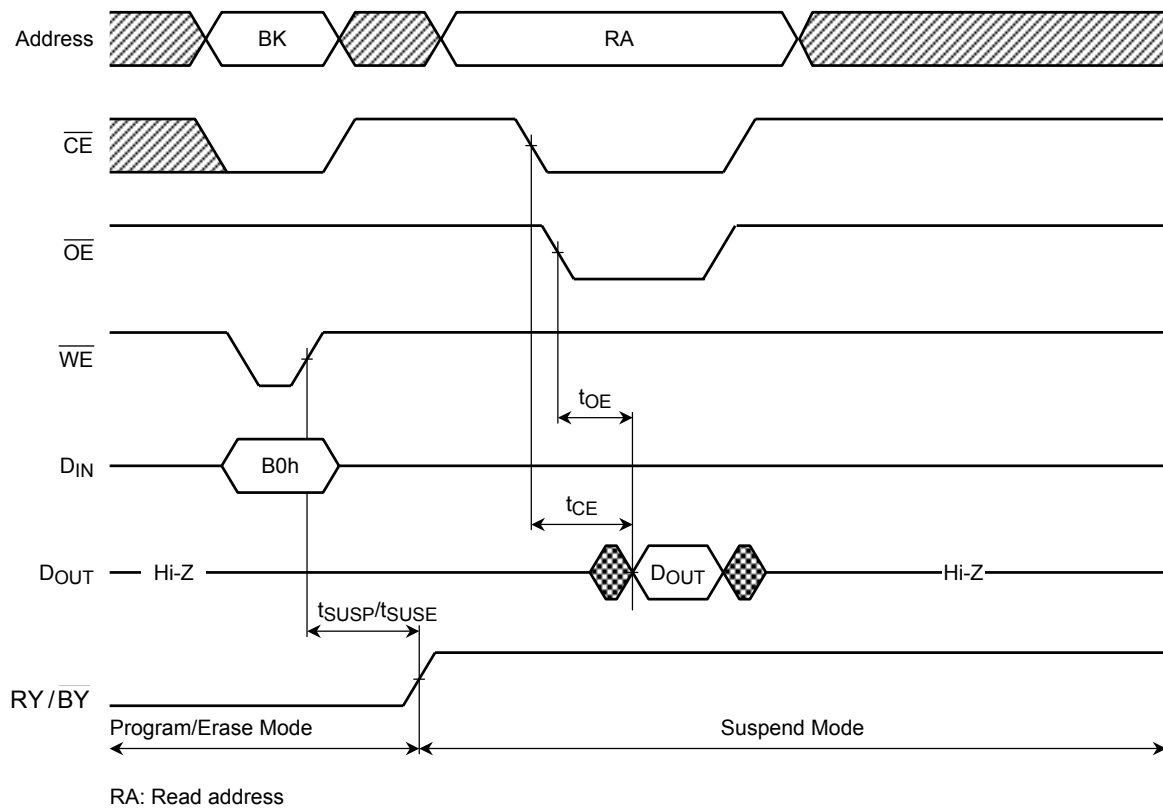 Address BK RA
CE
OE
WE
tOE
DIN B0h
tCE
DOUT Hi-Z DOUT Hi-Z
tSUSP/tSUSE
RY/BY
Program/Erase Mode Suspend Mode
RA: Read address